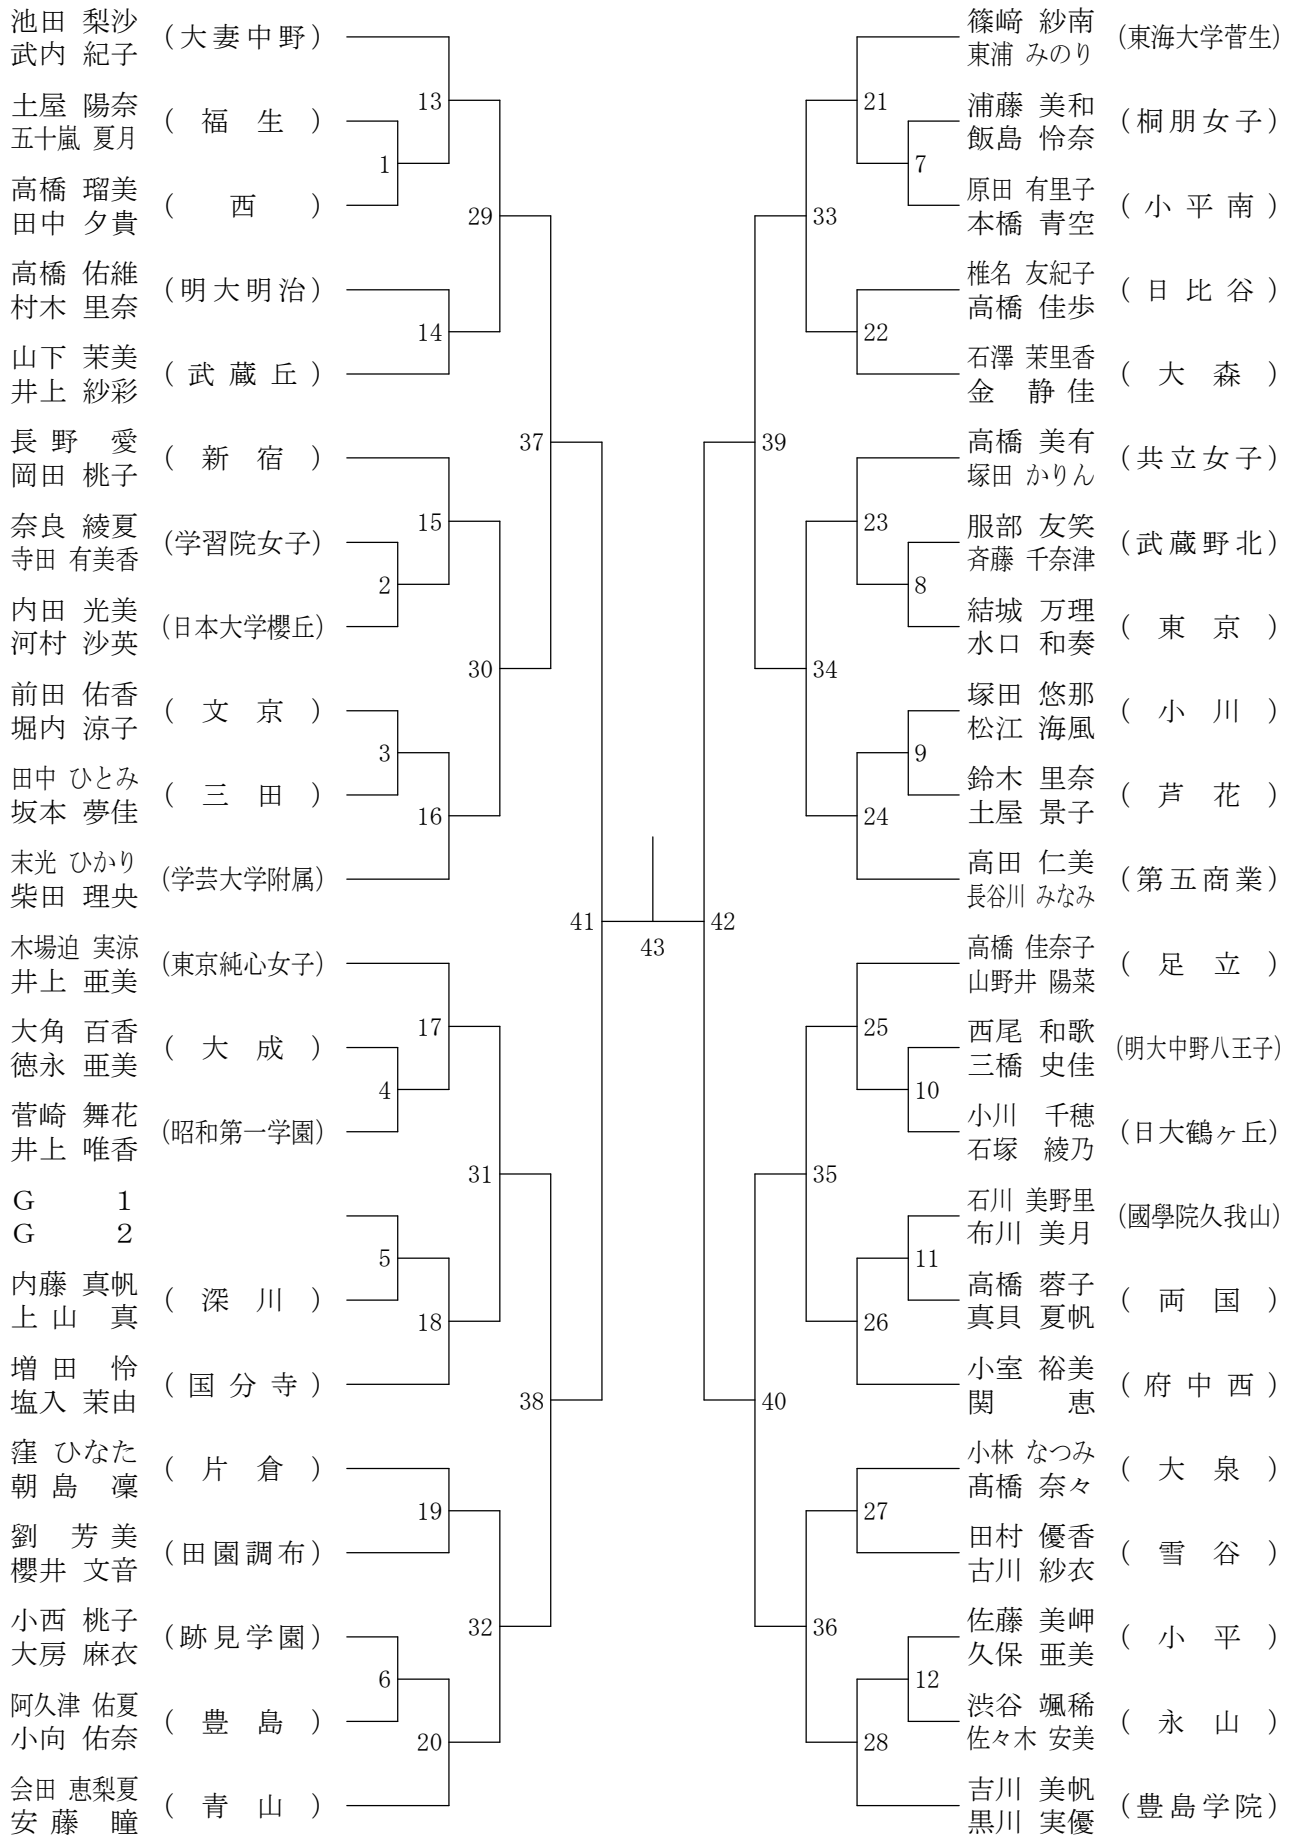 池田 梨沙
武内 紀子
(大妻中野)
土屋 陽奈
五十嵐 夏月
(福生)
高橋 瑠美
田中 夕貴
(西)
高橋 佑維
村木 里奈
(明大明治)
山下 茉美
井上 紗彩
(武蔵丘)
長野 愛
岡田 桃子
(新宿)
奈良 綾夏
寺田 有美香
(学習院女子)
内田 光美
河村 沙英
(日本大学櫻丘)
前田 佑香
堀内 涼子
(文京)
田中 ひとみ
坂本 夢佳
(三田)
末光 ひかり
柴田 理央
(学芸大学附属)
木場迫 実涼
井上 亜美
(東京純心女子)
大角 百香
徳永 亜美
(大成)
菅崎 舞花
井上 唯香
(昭和第一学園)
G 1
G 2
内藤 真帆
上山 真
(深川)
増田 怜
塩入 茉由
(国分寺)
窪 ひなた
朝島 凜
(片倉)
劉 芳美
櫻井 文音
(田園調布)
小西 桃子
大房 麻衣
(跡見学園)
阿久津 佑夏
小向 佑奈
(豊島)
会田 恵梨夏
安藤 瞳
(青山)
1
2
3
4
5
6
13
14
15
16
17
18
19
20
29
30
31
32
37
38
41
43
42
39
40
33
34
35
36
21
22
23
24
25
26
27
28
7
8
9
10
11
12
篠﨑 紗南
東浦 みのり
(東海大学菅生)
浦藤 美和
飯島 怜奈
(桐朋女子)
原田 有里子
本橋 青空
(小平南)
椎名 友紀子
高橋 佳歩
(日比谷)
石澤 茉里香
金 静佳
(大森)
高橋 美有
塚田 かりん
(共立女子)
服部 友笑
斉藤 千奈津
(武蔵野北)
結城 万理
水口 和奏
(東京)
塚田 悠那
松江 海風
(小川)
鈴木 里奈
土屋 景子
(芦花)
高田 仁美
長谷川 みなみ
(第五商業)
高橋 佳奈子
山野井 陽菜
(足立)
西尾 和歌
三橋 史佳
(明大中野八王子)
小川 千穂
石塚 綾乃
(日大鶴ヶ丘)
石川 美野里
布川 美月
(國學院久我山)
高橋 蓉子
真貝 夏帆
(両国)
小室 裕美
関 恵
(府中西)
小林 なつみ
髙橋 奈々
(大泉)
田村 優香
古川 紗衣
(雪谷)
佐藤 美岬
久保 亜美
(小平)
渋谷 颯稀
佐々木 安美
(永山)
吉川 美帆
黒川 実優
(豊島学院)